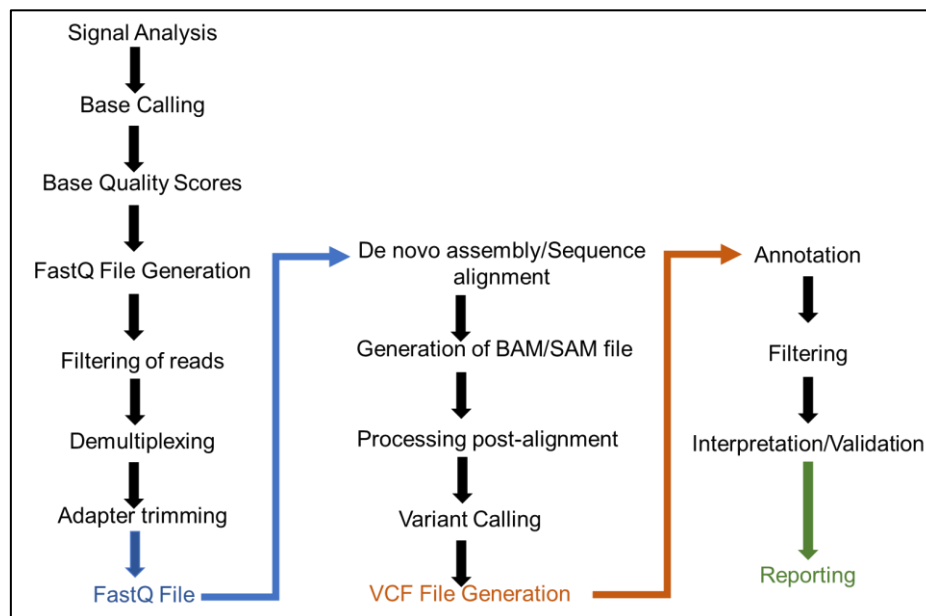 Signal Analysis
Base Calling
Base Quality Scores
FastQ File Generation
Filtering of reads
Demultiplexing
Adapter trimming
FastQ File
De novo assembly/Sequence
alignment
Generation of BAM/SAM file
Processing post-alignment
Variant Calling
VCF File Generation
Annotation
Filtering
Interpretation/Validation
Reporting